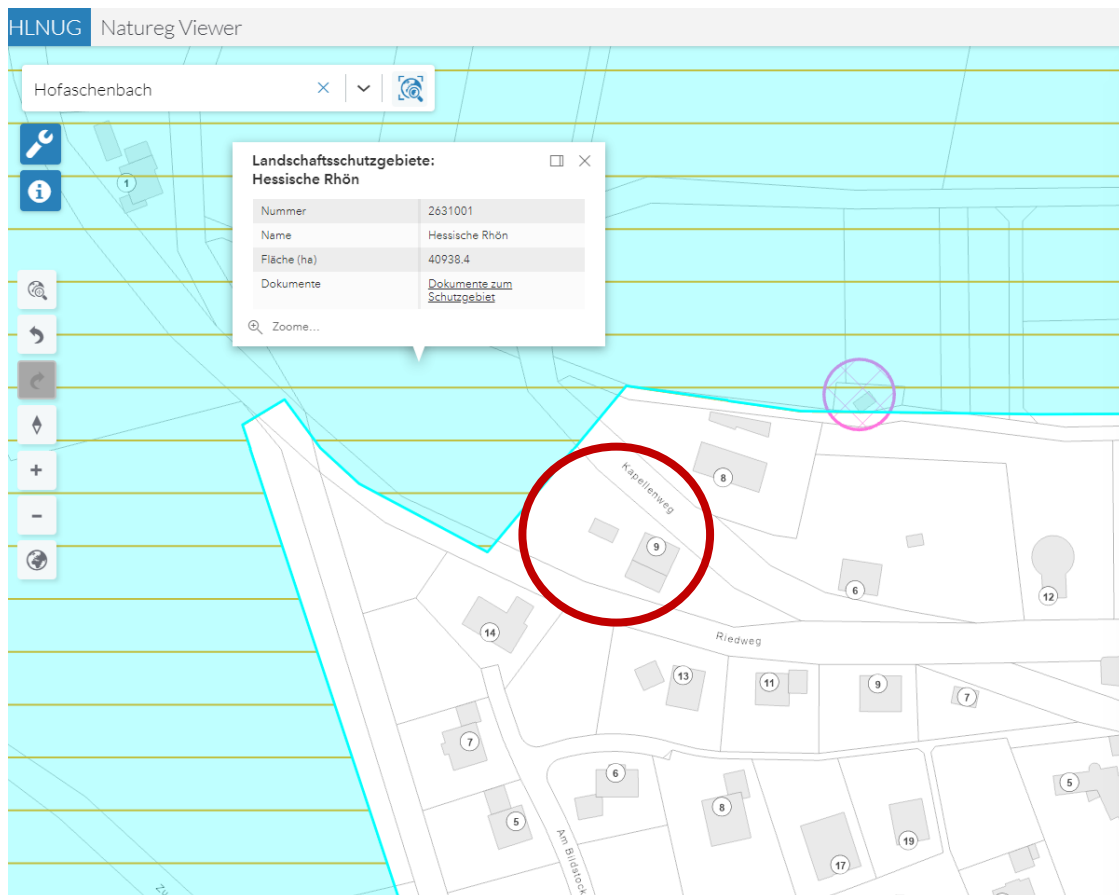 HLNUG Natureg Viewer
Hofaschenbach
Landschaftsschutzgebiete:
Hessische Rhön
Nummer 2631001
Name Hessische Rhön
Fläche (ha) 40938.4
Dokumente Dokumente zum
Schutzgebiet
Zoome...
1
Kapellenweg
8
9
6
12
14
Riedweg
13
11
9
7
7
6
8
5
5
19
17
Am Bildstock